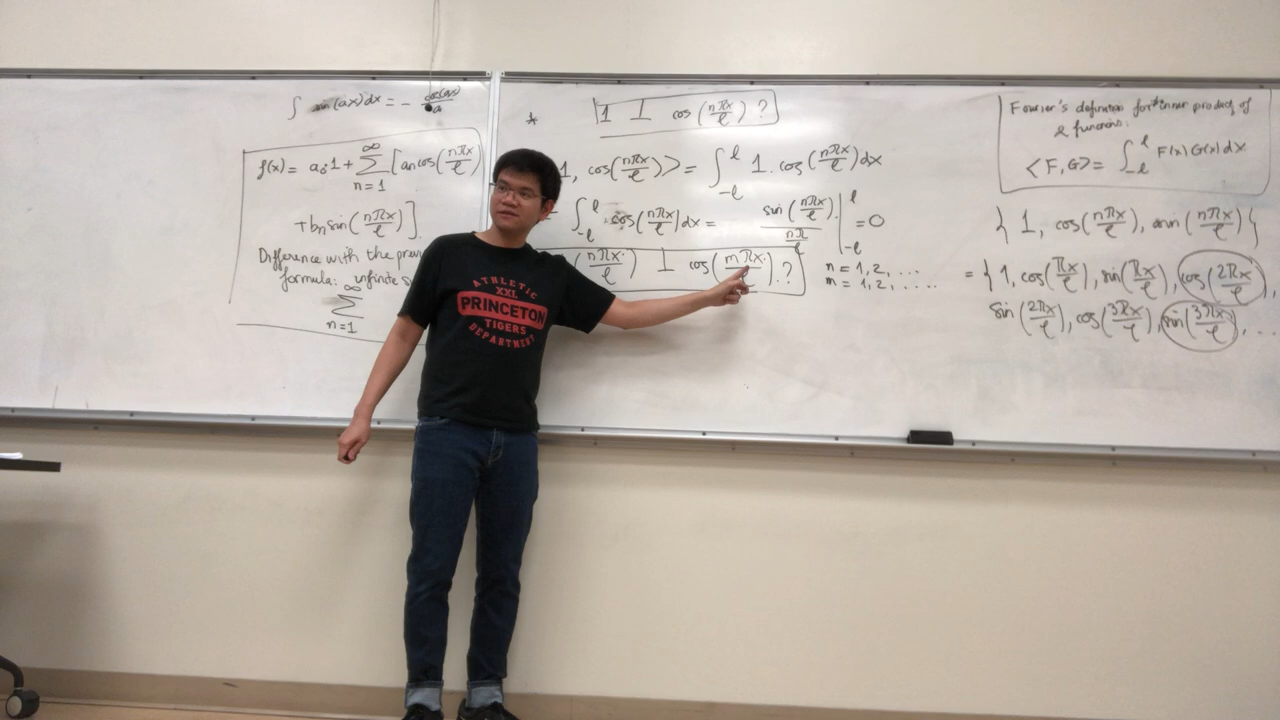 ∫ sin(ax)dx = - cos(ax)/a
f(x) = a₀·1 + ∑_{n=1}^{∞} [aₙcos(nπx/ℓ)
+ bₙsin(nπx/ℓ)]
Difference with the
formula: infinite
∑_{n=1}^{∞}
* 1 ⊥ cos(nπx/ℓ) ?
1, cos(nπx/ℓ)> = ∫_{-ℓ}^{ℓ} 1. cos(nπx/ℓ)dx
= ∫_{-ℓ}^{ℓ} cos(nπx/ℓ)dx = sin(nπx/ℓ)/(nπ/ℓ) |_{-ℓ}^{ℓ} = 0
(nπx/ℓ) ⊥ cos(mπx/ℓ) ?
n = 1, 2, ....
m = 1, 2, .....
ATHLETIC
XXL
PRINCETON
TIGERS
DEPARTMENT
Fourier's definition for inner product of
2 functions:
<F,G> = ∫_{-ℓ}^{ℓ} F(x)G(x)dx
{ 1, cos(nπx/ℓ), sin(nπx/ℓ) }
= { 1, cos(πx/ℓ), sin(πx/ℓ), cos(2πx/ℓ),
sin(2πx/ℓ), cos(3πx/ℓ), sin(3πx/ℓ), ...